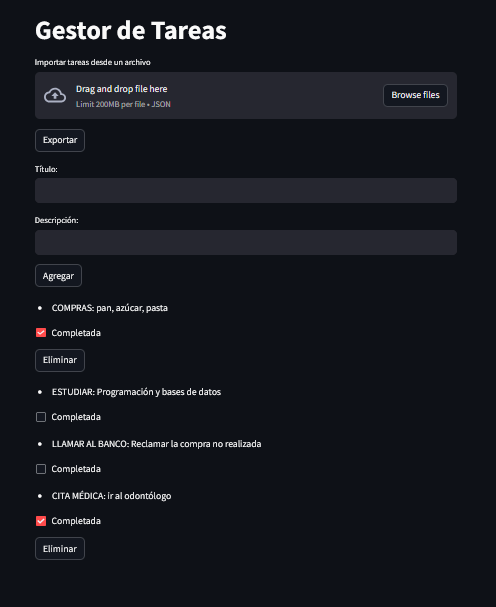 Gestor de Tareas
Importar tareas desde un archivo
Drag and drop file here
Limit 200MB per file • JSON
Browse files
Exportar
Título:
Descripción:
Agregar
• COMPRAS: pan, azúcar, pasta
Completada
Eliminar
• ESTUDIAR: Programación y bases de datos
Completada
• LLAMAR AL BANCO: Reclamar la compra no realizada
Completada
• CITA MÉDICA: ir al odontólogo
Completada
Eliminar